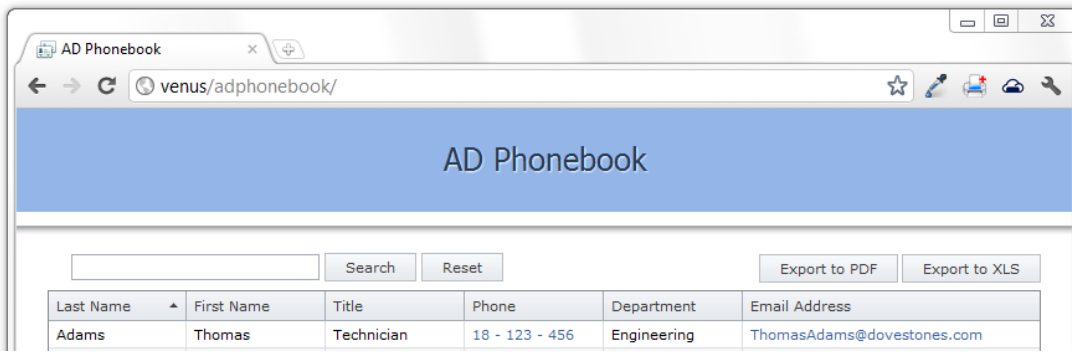 AD Phonebook
venus/adphonebook/
AD Phonebook
Search Reset Export to PDF Export to XLS
Last Name First Name Title Phone Department Email Address
Adams Thomas Technician 18 - 123 - 456 Engineering ThomasAdams@dovestones.com